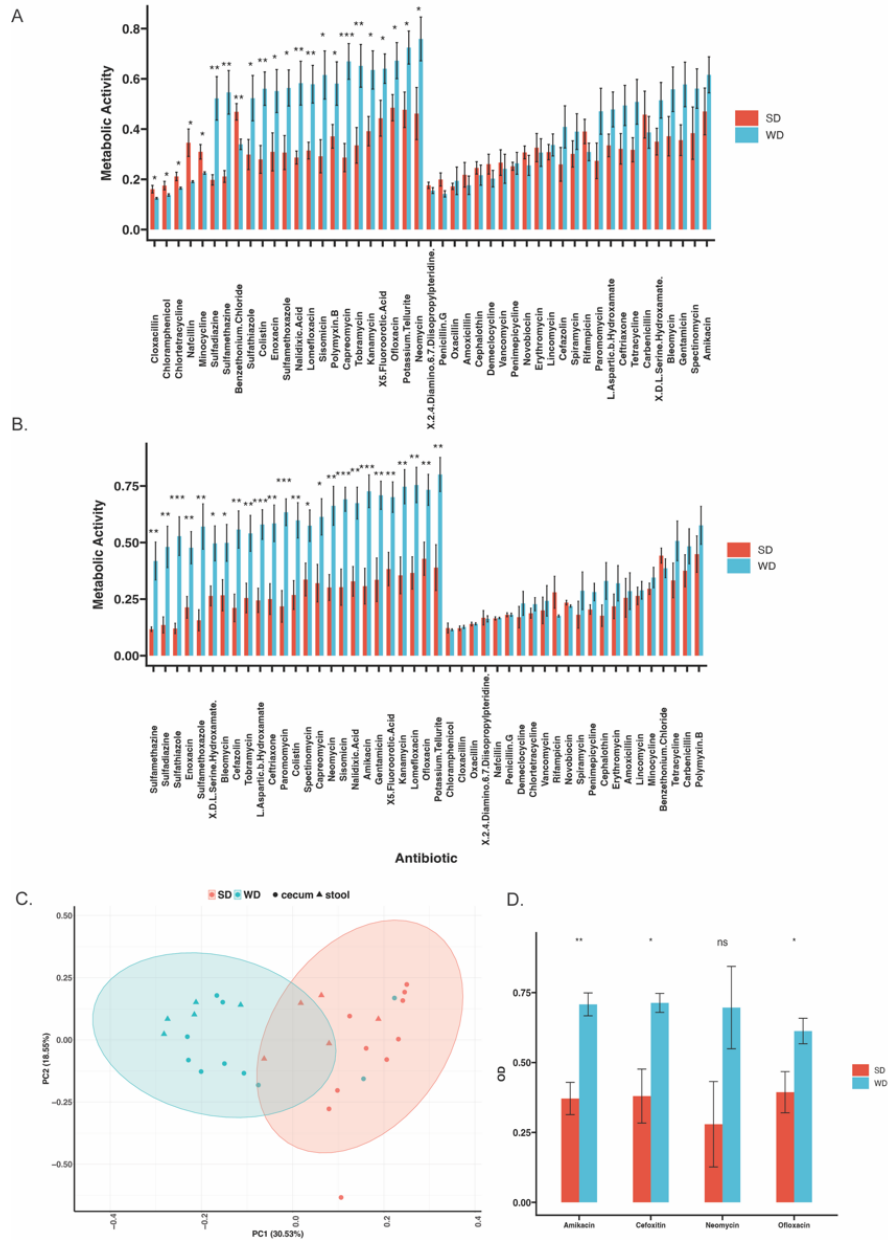 A
Metabolic Activity
0.8
0.6
0.4
0.2
0.0
* * * * * ** ** ** * ** * * ** ** * * *** ** * * * * *
SD
WD
Cloxacillin
Chloramphenicol
Chlortetracycline
Nafcillin
Minocycline
Sulfadiazine
Sulfamethazine
Benzethonium.Chloride
Sulfathiazole
Colistin
Enoxacin
Sulfamethoxazole
Nalidixic.Acid
Lomefloxacin
Sisomicin
Polymyxin.B
Capreomycin
Tobramycin
Kanamycin
X5.Fluoroorotic.Acid
Ofloxacin
Potassium.Tellurite
Neomycin
X.2.4.Diamino.6.7.Diisopropylpteridine.
Penicillin.G
Oxacillin
Amoxicillin
Cephalothin
Demeclocycline
Vancomycin
Penimepicycline
Novobiocin
Erythromycin
Lincomycin
Cefazolin
Spiramycin
Rifampicin
Paromomycin
L.Aspartic.b.Hydroxamate
Ceftriaxone
Tetracycline
Carbenicillin
X.D.L.Serine.Hydroxamate.
Bleomycin
Gentamicin
Spectinomycin
Amikacin
B.
Metabolic Activity
0.75
0.50
0.25
0.00
** ** *** ** ** * * ** ** *** ** *** ** * * ** *** ** *** ** ** ** ** ** **
SD
WD
Sulfamethazine
Sulfadiazine
Sulfathiazole
Enoxacin
Sulfamethoxazole
X.D.L.Serine.Hydroxamate.
Bleomycin
Cefazolin
Tobramycin
L.Aspartic.b.Hydroxamate
Ceftriaxone
Paromomycin
Colistin
Spectinomycin
Capreomycin
Neomycin
Sisomicin
Nalidixic.Acid
Amikacin
Gentamicin
X5.Fluoroorotic.Acid
Kanamycin
Lomefloxacin
Ofloxacin
Potassium.Tellurite
Chloramphenicol
Cloxacillin
Oxacillin
X.2.4.Diamino.6.7.Diisopropylpteridine.
Nafcillin
Penicillin.G
Demeclocycline
Chlortetracycline
Vancomycin
Rifampicin
Novobiocin
Spiramycin
Penimepicycline
Cephalothin
Erythromycin
Amoxicillin
Lincomycin
Minocycline
Benzethonium.Chloride
Tetracycline
Carbenicillin
Polymyxin.B
Antibiotic
C.
SD WD cecum stool
PC2 (18.55%)
0.50
0.25
0.00
−0.25
−0.50
−0.4 −0.2 0.0 0.2 0.4
PC1 (30.53%)
D.
** * ns *
OD
0.75
0.50
0.25
0.00
SD
WD
Amikacin Cefoxitin Neomycin Ofloxacin